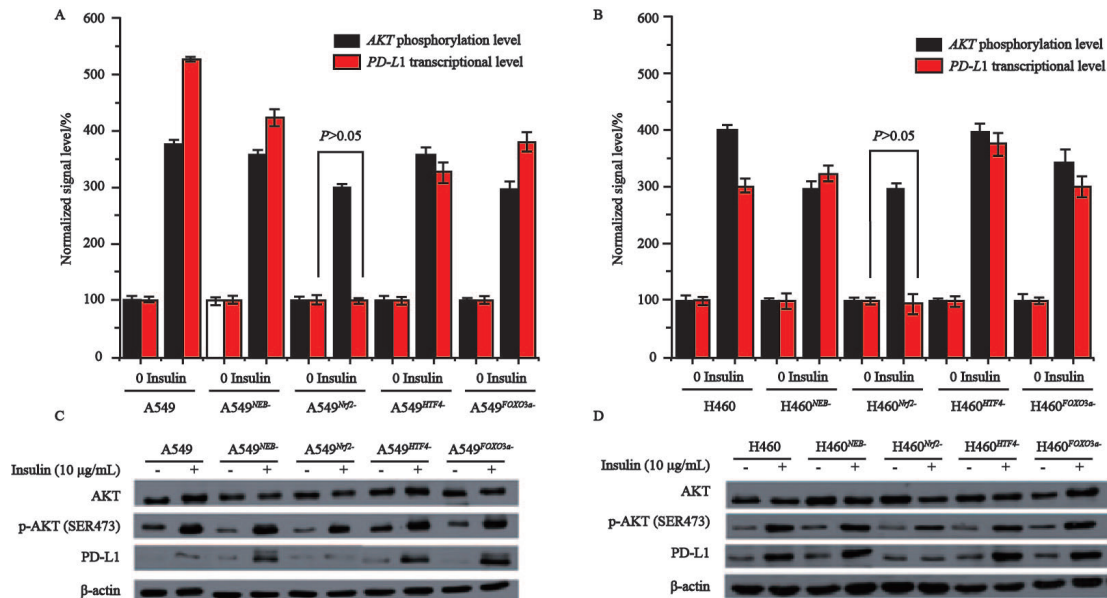 A
600
500
400
300
200
100
0
Normalized signal level/%
AKT phosphorylation level
PD-L1 transcriptional level
P>0.05
0 Insulin 0 Insulin 0 Insulin 0 Insulin 0 Insulin
A549 A549NEB- A549Nrf2- A549HTF4- A549FOXO3a-
B
600
500
400
300
200
100
0
Normalized signal level/%
AKT phosphorylation level
PD-L1 transcriptional level
P>0.05
0 Insulin 0 Insulin 0 Insulin 0 Insulin 0 Insulin
H460 H460NEB- H460Nrf2- H460HTF4- H460FOXO3a-
C
A549 A549NEB- A549Nrf2- A549HTF4- A549FOXO3a-
Insulin (10 μg/mL) - + - + - + - + - +
AKT
p-AKT (SER473)
PD-L1
β-actin
D
H460 H460NEB- H460Nrf2- H460HTF4- H460FOXO3a-
Insulin (10 μg/mL) - + - + - + - + - +
AKT
p-AKT (SER473)
PD-L1
β-actin